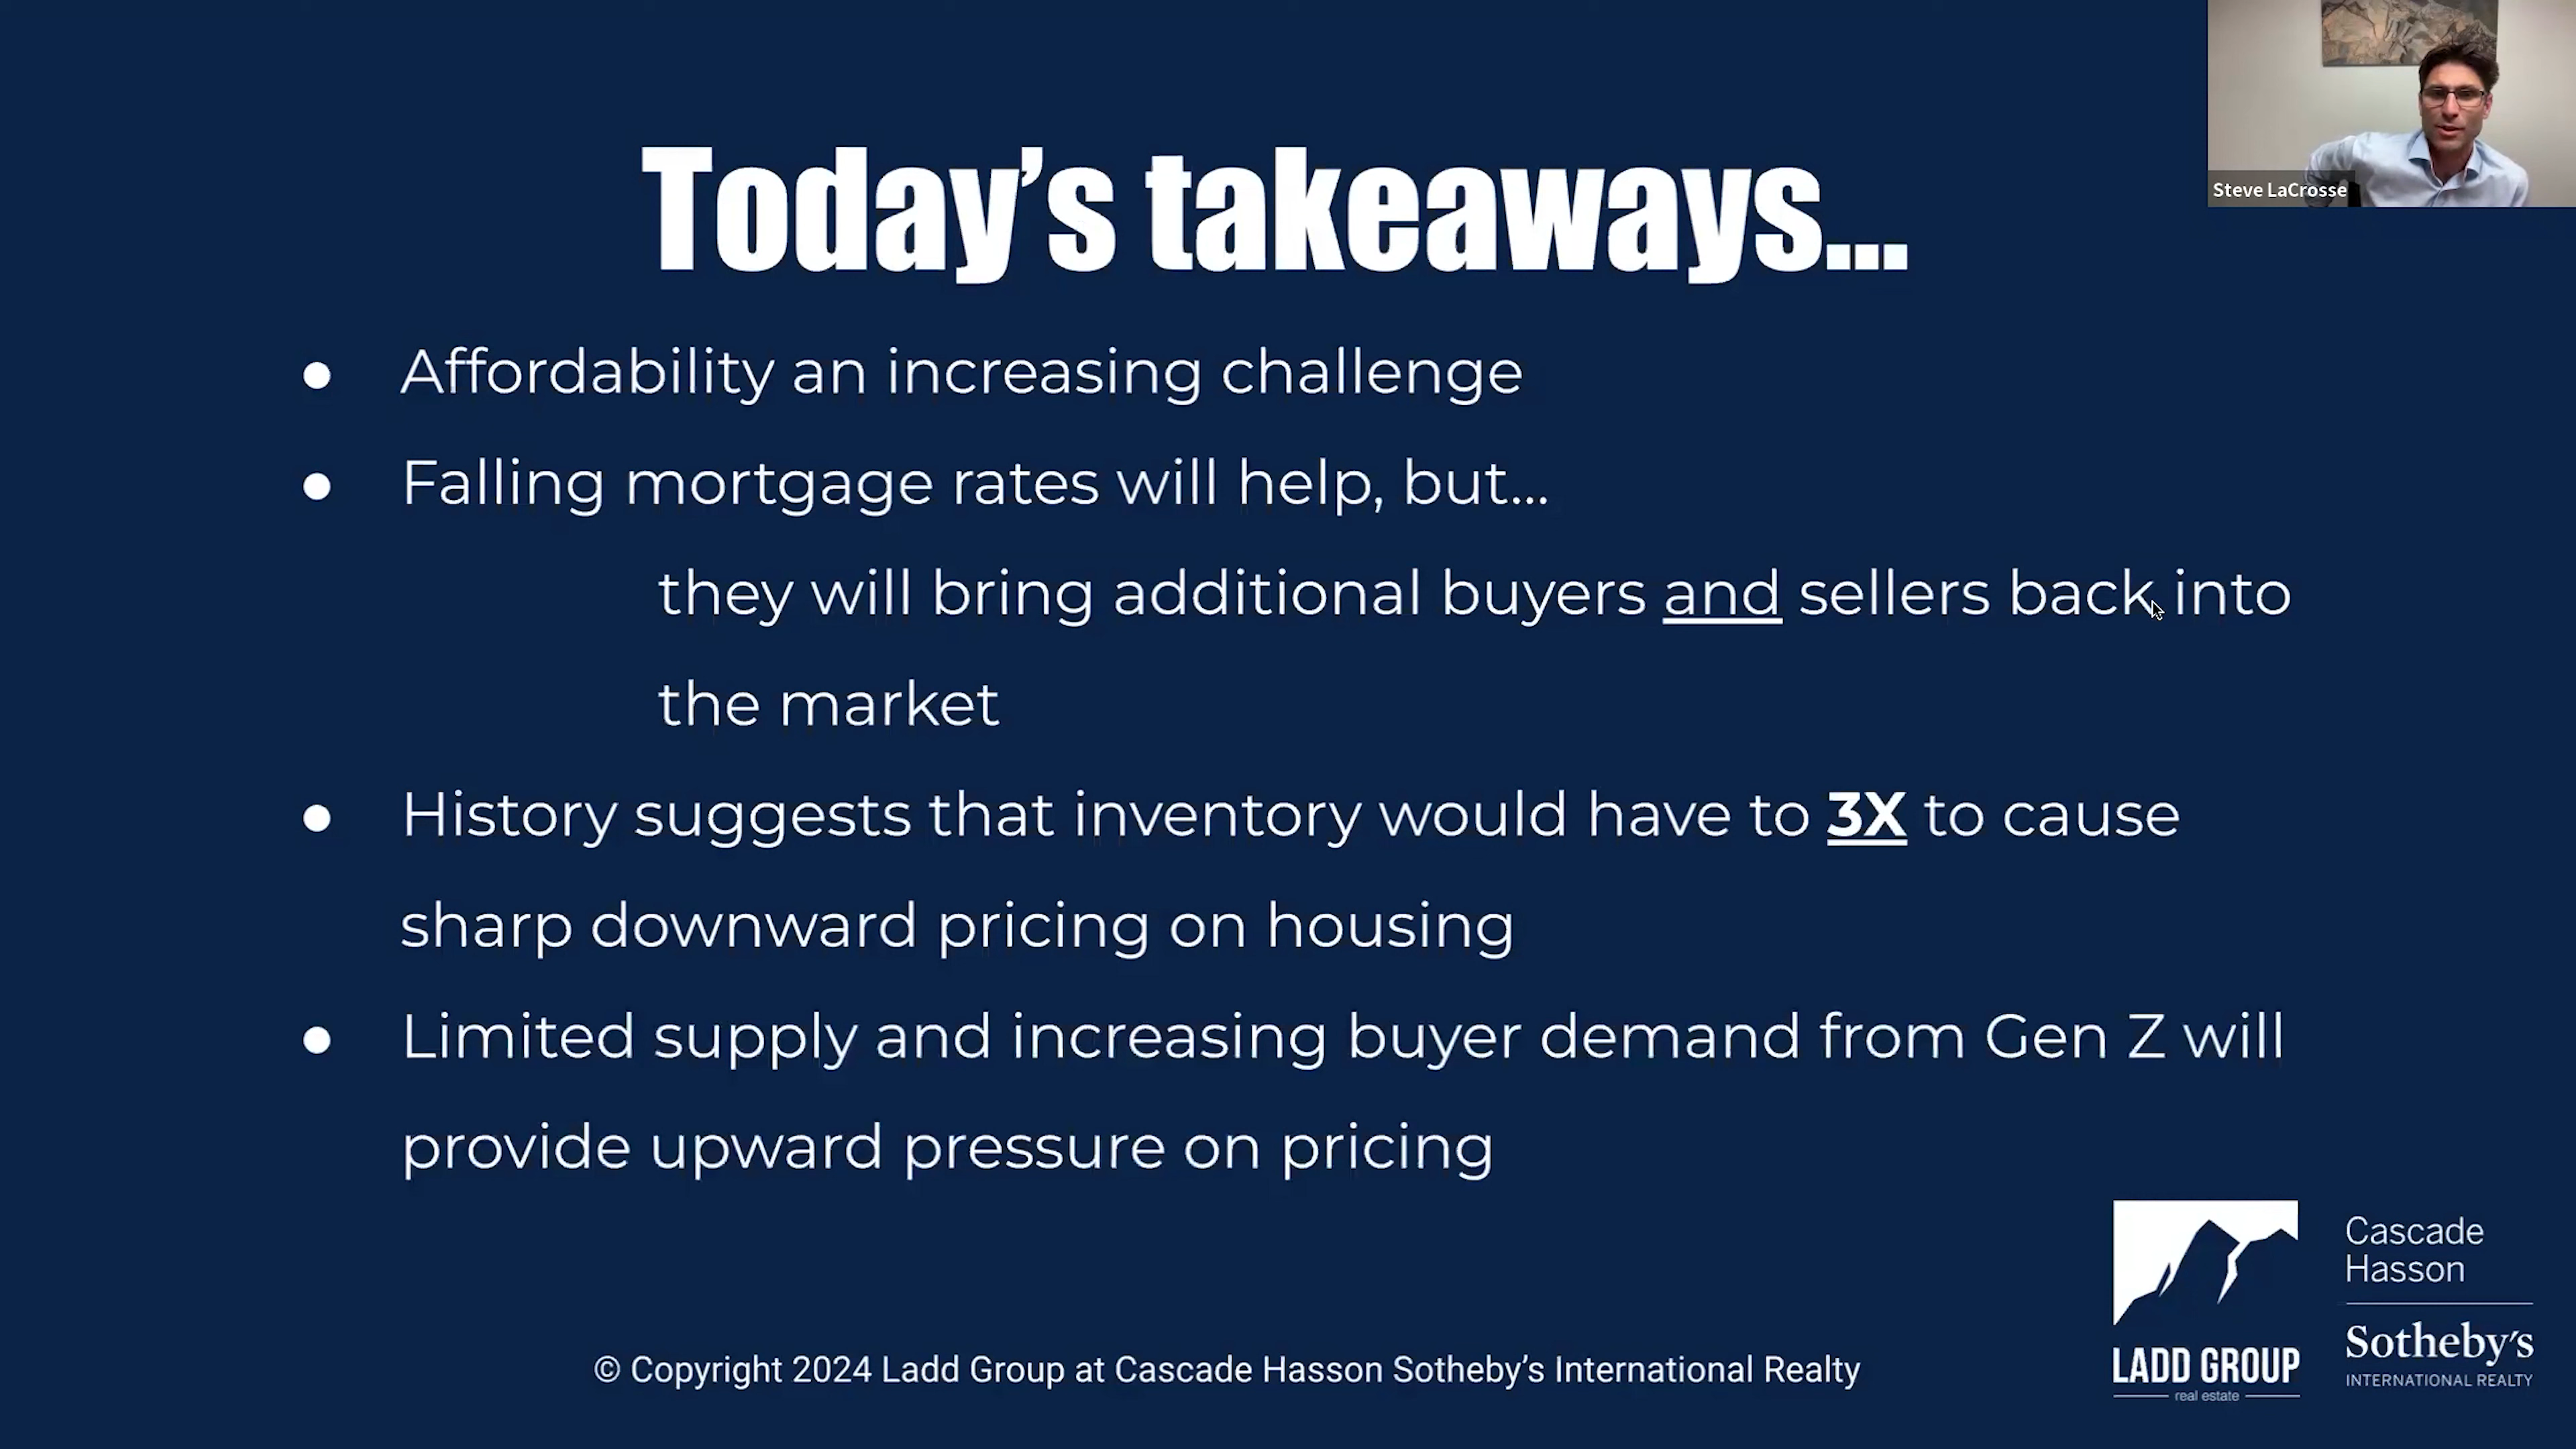 Steve LaCrosse
Today's takeaways...
● Affordability an increasing challenge
● Falling mortgage rates will help, but...
they will bring additional buyers and sellers back into
the market
● History suggests that inventory would have to 3X to cause
sharp downward pricing on housing
● Limited supply and increasing buyer demand from Gen Z will
provide upward pressure on pricing
© Copyright 2024 Ladd Group at Cascade Hasson Sotheby's International Realty
LADD GROUP
real estate
Cascade
Hasson
Sotheby's
INTERNATIONAL REALTY